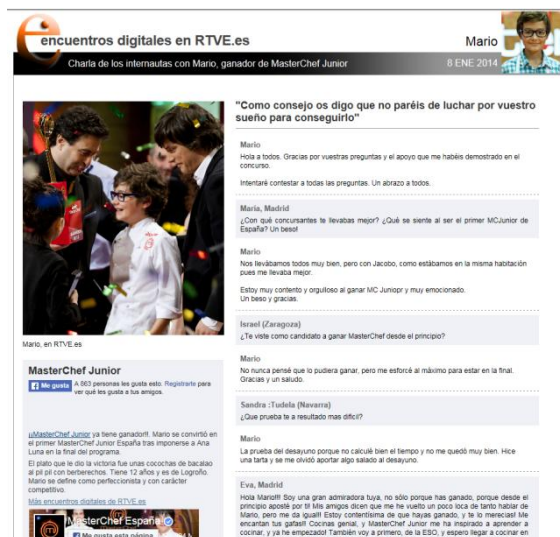 encuentros digitales en RTVE.es
Mario
Charla de los internautas con Mario, ganador de MasterChef Junior
8 ENE 2014
"Como consejo os digo que no paréis de luchar por vuestro
sueño para conseguirlo"
Mario
Hola a todos. Gracias por vuestras preguntas y el apoyo que me habéis demostrado en el
concurso.
Intentaré contestar a todas las preguntas. Un abrazo a todos.
María, Madrid
¿Con qué concursantes te llevabas mejor? ¿Qué se siente al ser el primer MCJunior de
España? Un beso!
Mario
Nos llevábamos todos muy bien, pero con Jacobo, como estábamos en la misma habitación
pues me llevaba mejor.
Estoy muy contento y orgulloso al ganar MC Juniopr y muy emocionado.
Un beso y gracias.
Israel (Zaragoza)
¿Te viste como candidato a ganar MasterChef desde el principio?
Mario
No nunca pensé que lo pudiera ganar, pero me esforcé al máximo para estar en la final.
Gracias y un saludo.
Sandra :Tudela (Navarra)
¿Que prueba te a resultado mas dificil?
Mario
La prueba del desayuno porque no calculé bien el tiempo y no me quedó muy bien. Hice
una tarta y se me olvidó aportar algo salado al desayuno.
Eva, Madrid
Hola Mario!!! Soy una gran admiradora tuya, no sólo porque has ganado, porque desde el
principio aposté por ti! Mis amigos dicen que me he vuelto un poco loca de tanto hablar de
Mario, pero me da igual!! Estoy contentísima de que hayas ganado, y te lo merecías! Me
encantan tus gafas!! Cocinas genial, y MasterChef Junior me ha inspirado a aprender a
cocinar, y ya he empezado! También voy a primero, de la ESO, y espero llegar a cocinar en
Mario, en RTVE.es
MasterChef Junior
Me gusta
A 863 personas les gusta esto. Registrarte para
ver qué les gusta a tus amigos.
¡¡MasterChef Junior ya tiene ganador!!. Mario se convirtió en
el primer MasterChef Junior España tras imponerse a Ana
Luna en el final del programa.
El plato que le dio la victoria fue unas cocochas de bacalao
al pil pil con berberechos. Tiene 12 años y es de Logroño.
Mario se define como perfeccionista y con carácter
competitivo.
Más encuentros digitales de RTVE.es
MasterChef España
Me gusta esta página